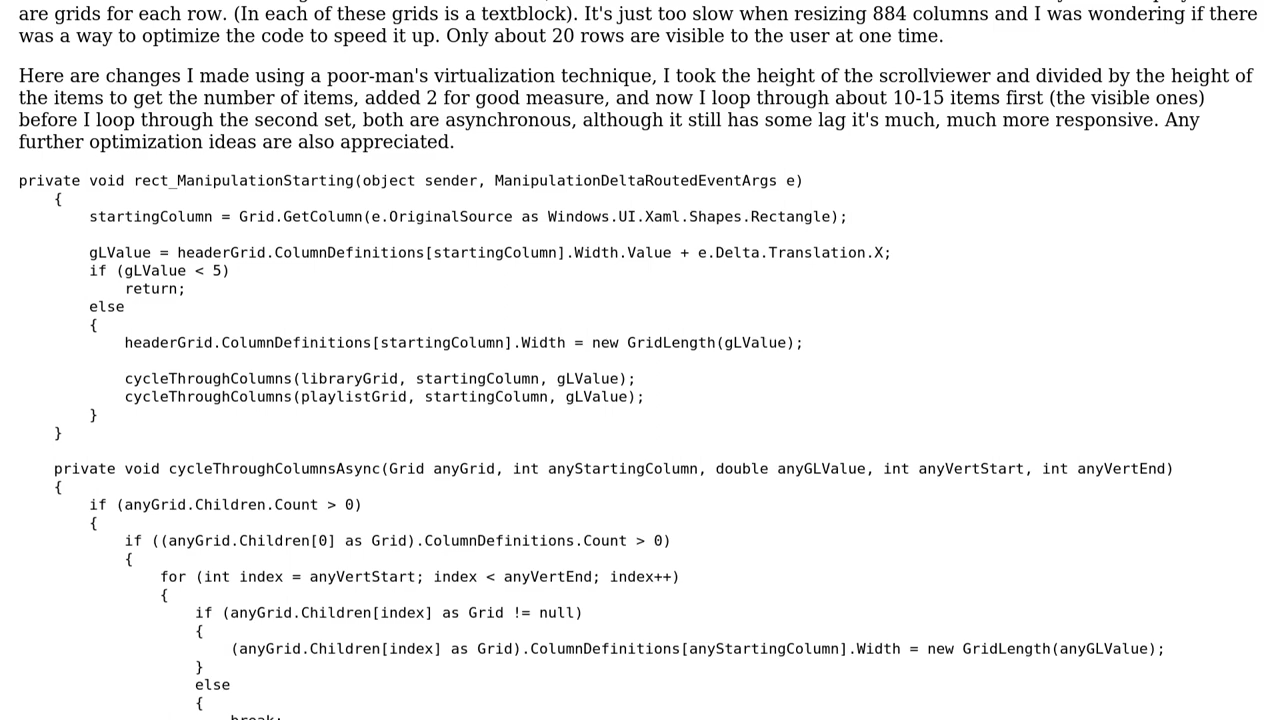 are grids for each row. (In each of these grids is a textblock). It's just too slow when resizing 884 columns and I was wondering if there
was a way to optimize the code to speed it up. Only about 20 rows are visible to the user at one time.
Here are changes I made using a poor-man's virtualization technique, I took the height of the scrollviewer and divided by the height of
the items to get the number of items, added 2 for good measure, and now I loop through about 10-15 items first (the visible ones)
before I loop through the second set, both are asynchronous, although it still has some lag it's much, much more responsive. Any
further optimization ideas are also appreciated.
private void rect_ManipulationStarting(object sender, ManipulationDeltaRoutedEventArgs e)
{
startingColumn = Grid.GetColumn(e.OriginalSource as Windows.UI.Xaml.Shapes.Rectangle);
gLValue = headerGrid.ColumnDefinitions[startingColumn].Width.Value + e.Delta.Translation.X;
if (gLValue < 5)
return;
else
{
headerGrid.ColumnDefinitions[startingColumn].Width = new GridLength(gLValue);
cycleThroughColumns(libraryGrid, startingColumn, gLValue);
cycleThroughColumns(playlistGrid, startingColumn, gLValue);
}
}
private void cycleThroughColumnsAsync(Grid anyGrid, int anyStartingColumn, double anyGLValue, int anyVertStart, int anyVertEnd)
{
if (anyGrid.Children.Count > 0)
{
if ((anyGrid.Children[0] as Grid).ColumnDefinitions.Count > 0)
{
for (int index = anyVertStart; index < anyVertEnd; index++)
{
if (anyGrid.Children[index] as Grid != null)
{
(anyGrid.Children[index] as Grid).ColumnDefinitions[anyStartingColumn].Width = new GridLength(anyGLValue);
}
else
{
break;